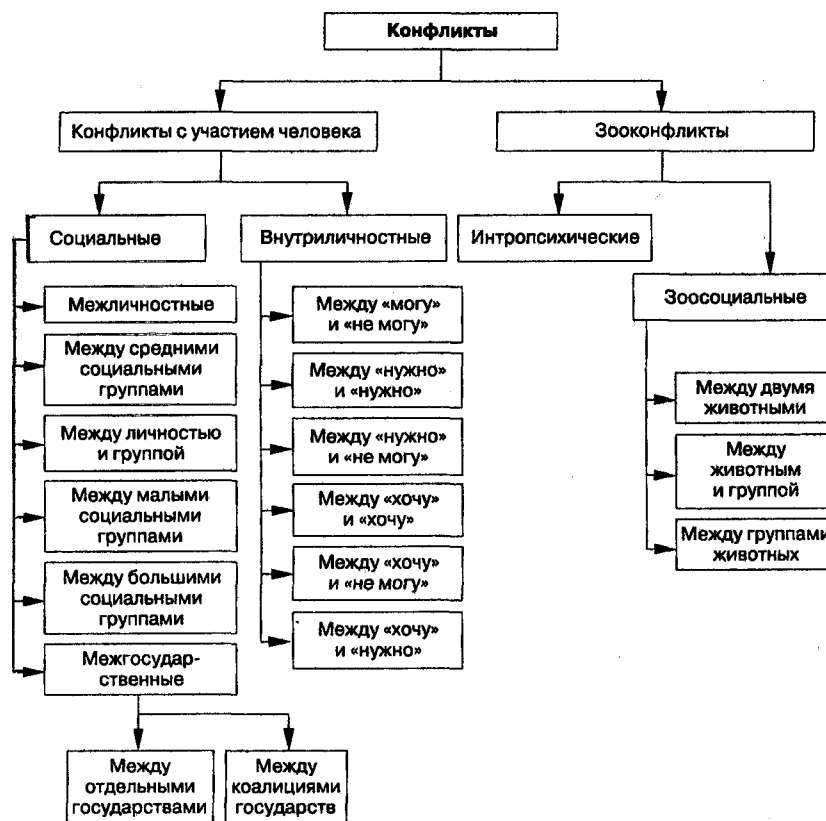 Конфликты
Конфликты с участием человека
Зооконфликты
Социальные
Внутриличностные
Интропсихические
Зоосоциальные
Межличностные
Между средними
социальными
группами
Между личностью
и группой
Между малыми
социальными
группами
Между большими
социальными
группами
Межгосудар-
ственные
Между
отдельными
государствами
Между
коалициями
государств
Между «могу»
и «не могу»
Между «нужно»
и «нужно»
Между «нужно»
и «не могу»
Между «хочу»
и «хочу»
Между «хочу»
и «не могу»
Между «хочу»
и «нужно»
Между двумя
животными
Между
животным
и группой
Между группами
животных